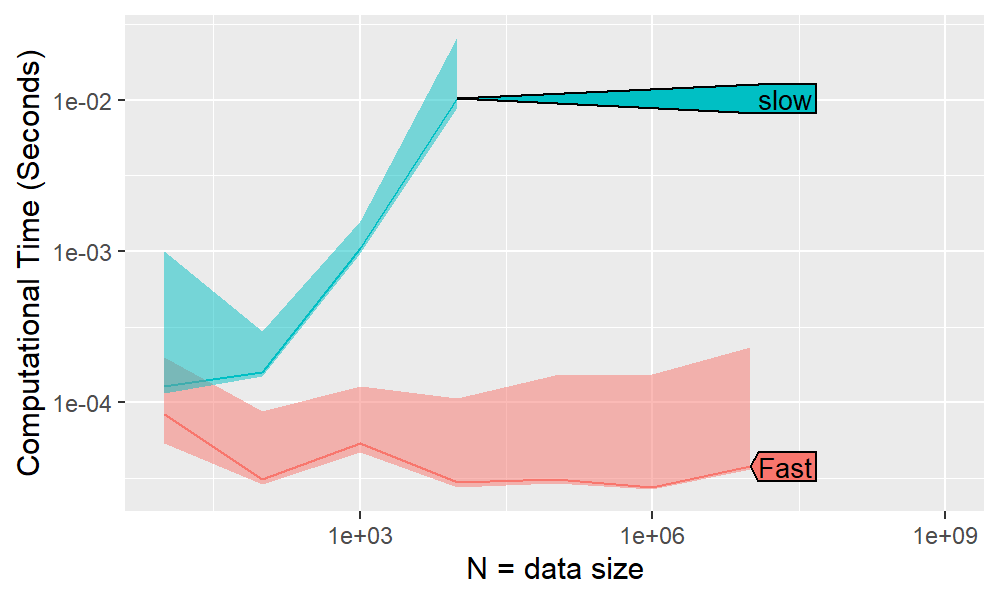 Computational Time (Seconds)
1e-02
1e-03
1e-04
slow
Fast
1e+03
1e+06
1e+09
N = data size